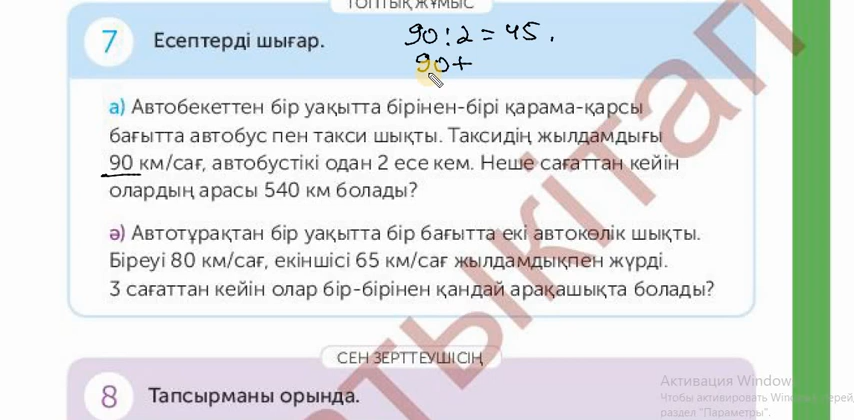 ТОПТЫҚ ЖҰМЫС
7 Есептерді шығар.
90:2=45.
90+
а) Автобекеттен бір уақытта бірінен-бірі қарама-қарсы
бағытта автобус пен такси шықты. Таксидің жылдамдығы
90 км/сағ, автобустікі одан 2 есе кем. Неше сағаттан кейін
олардың арасы 540 км болады?
ә) Автотұрақтан бір уақытта бір бағытта екі автокөлік шықты.
Біреуі 80 км/сағ, екіншісі 65 км/сағ жылдамдықпен жүрді.
3 сағаттан кейін олар бір-бірінен қандай арақашықта болады?
СЕН ЗЕРТТЕУШІСІҢ
8 Тапсырманы орында.
Активация Window
Чтобы активировать Window
раздел "Параметры".